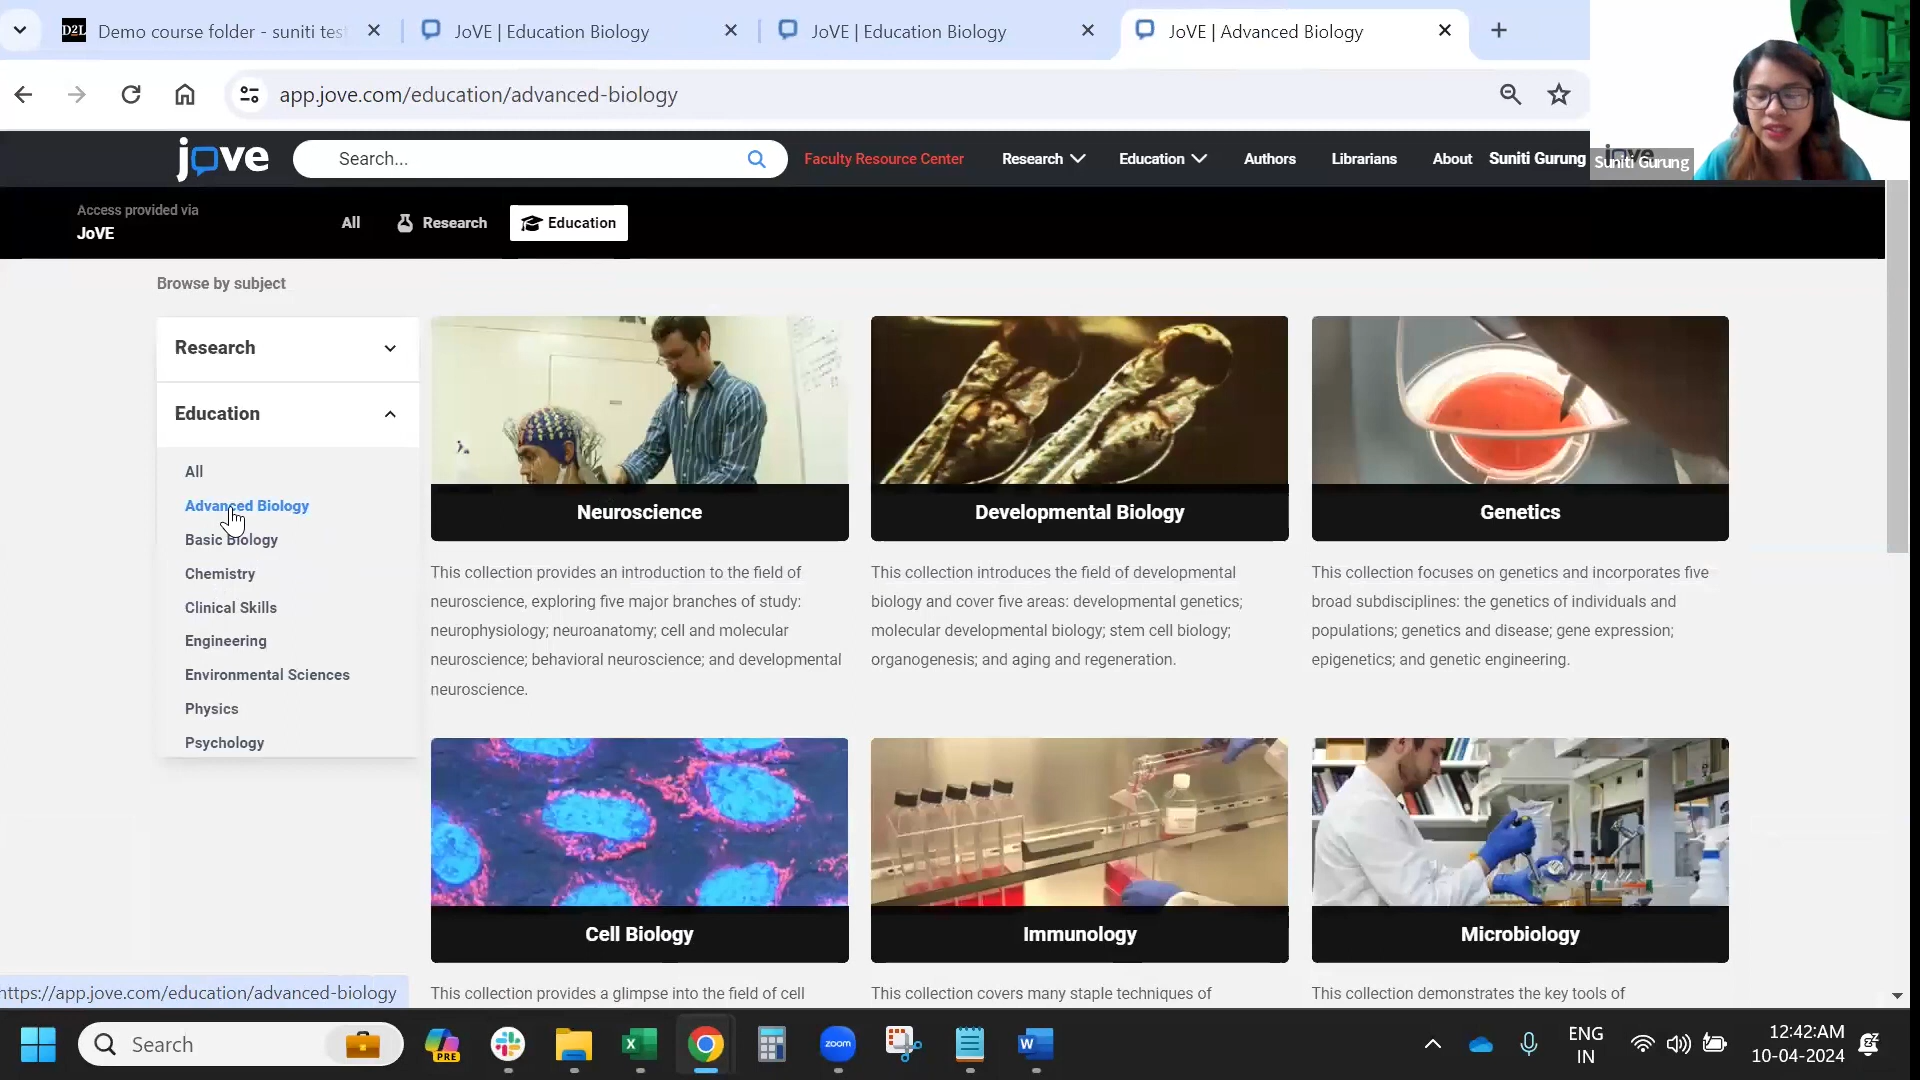 D2L
Demo course folder - suniti tes
JoVE | Education Biology
JoVE | Education Biology
JoVE | Advanced Biology
app.jove.com/education/advanced-biology
jove
Search...
Faculty Resource Center
Research
Education
Authors
Librarians
About
Suniti Gurung
Suniti Gurung
Access provided via
JoVE
All
Research
Education
Browse by subject
Research
Education
All
Advanced Biology
Basic Biology
Chemistry
Clinical Skills
Engineering
Environmental Sciences
Physics
Psychology
Neuroscience
This collection provides an introduction to the field of
neuroscience, exploring five major branches of study:
neurophysiology; neuroanatomy; cell and molecular
neuroscience; behavioral neuroscience; and developmental
neuroscience.
Developmental Biology
This collection introduces the field of developmental
biology and cover five areas: developmental genetics;
molecular developmental biology; stem cell biology;
organogenesis; and aging and regeneration.
Genetics
This collection focuses on genetics and incorporates five
broad subdisciplines: the genetics of individuals and
populations; genetics and disease; gene expression;
epigenetics; and genetic engineering.
Cell Biology
This collection provides a glimpse into the field of cell
Immunology
This collection covers many staple techniques of
Microbiology
This collection demonstrates the key tools of
https://app.jove.com/education/advanced-biology
Search
PRE
zoom
ENG
IN
12:42:AM
10-04-2024